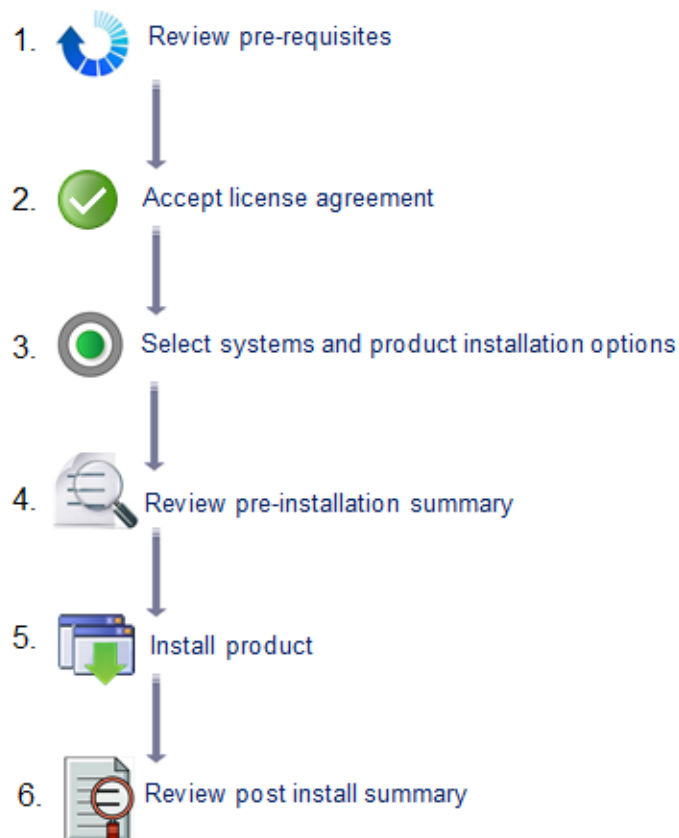 1. Review pre-requisites
2. Accept license agreement
3. Select systems and product installation options
4. Review pre-installation summary
5. Install product
6. Review post install summary